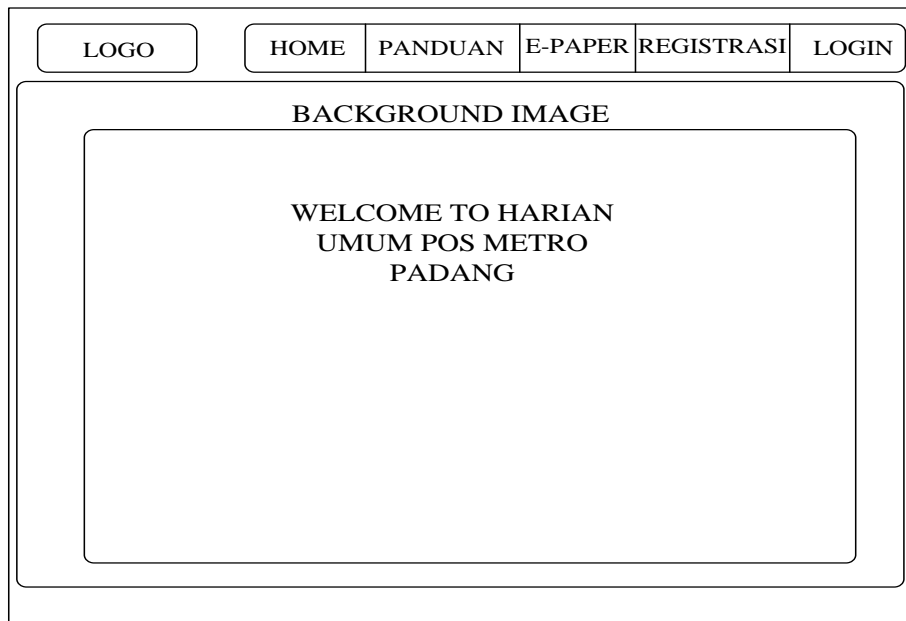 LOGO
HOME PANDUAN E-PAPER REGISTRASI LOGIN
BACKGROUND IMAGE
WELCOME TO HARIAN
UMUM POS METRO
PADANG